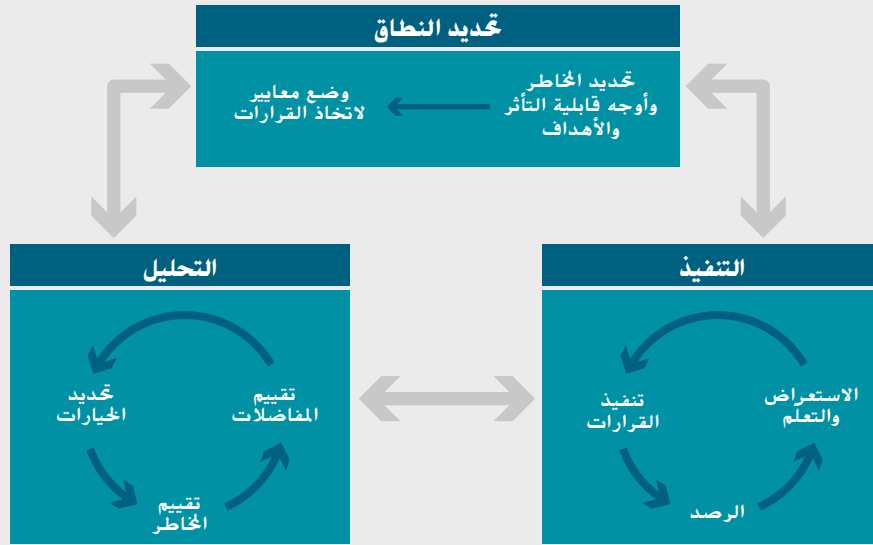 تحديد النطاق
تحديد المخاطر
وأوجه قابلية التأثر
والأهداف
وضع معايير
لاتخاذ القرارات
التنفيذ
الاستعراض
والتعلّم
تنفيذ
القرارات
الرصد
التحليل
تقييم
المفاضلات
تحديد
الخيارات
تقييم
المخاطر